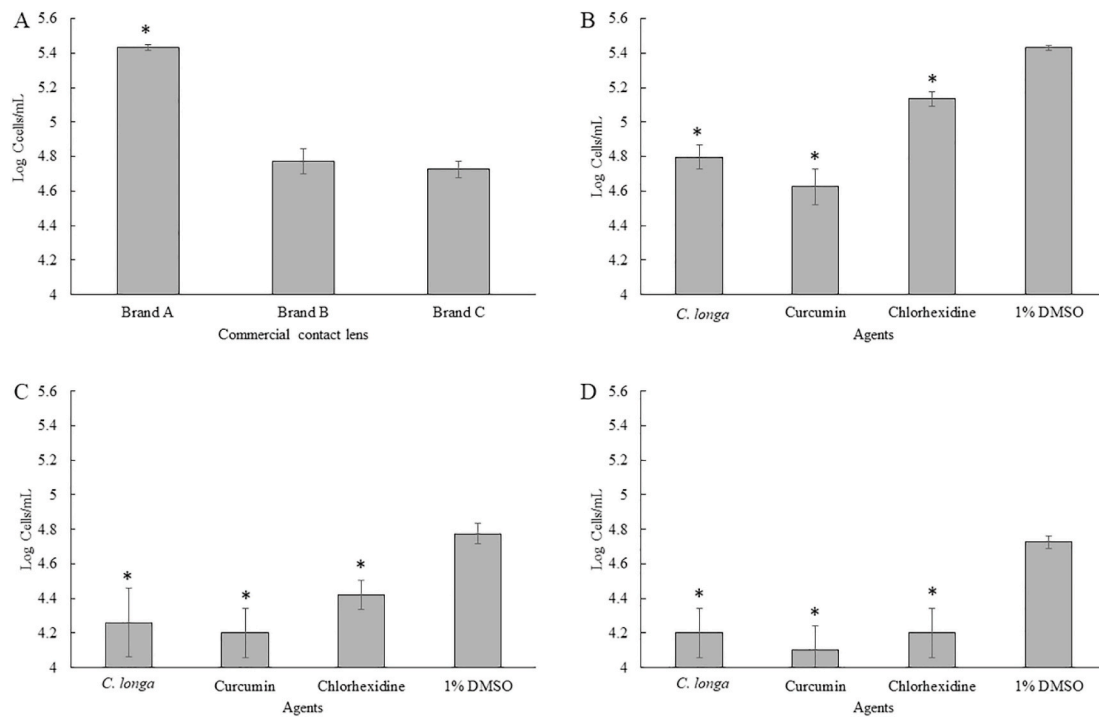 A
Log Ccells/mL
5.6
5.4
5.2
5
4.8
4.6
4.4
4.2
4
*
Brand A Brand B Brand C
Commercial contact lens
B
Log Cells/mL
5.6
5.4
5.2
5
4.8
4.6
4.4
4.2
4
* * *
C. longa Curcumin Chlorhexidine 1% DMSO
Agents
C
Log Cells/mL
5.6
5.4
5.2
5
4.8
4.6
4.4
4.2
4
* * *
C. longa Curcumin Chlorhexidine 1% DMSO
Agents
D
Log Cells/mL
5.6
5.4
5.2
5
4.8
4.6
4.4
4.2
4
* * *
C. longa Curcumin Chlorhexidine 1% DMSO
Agents